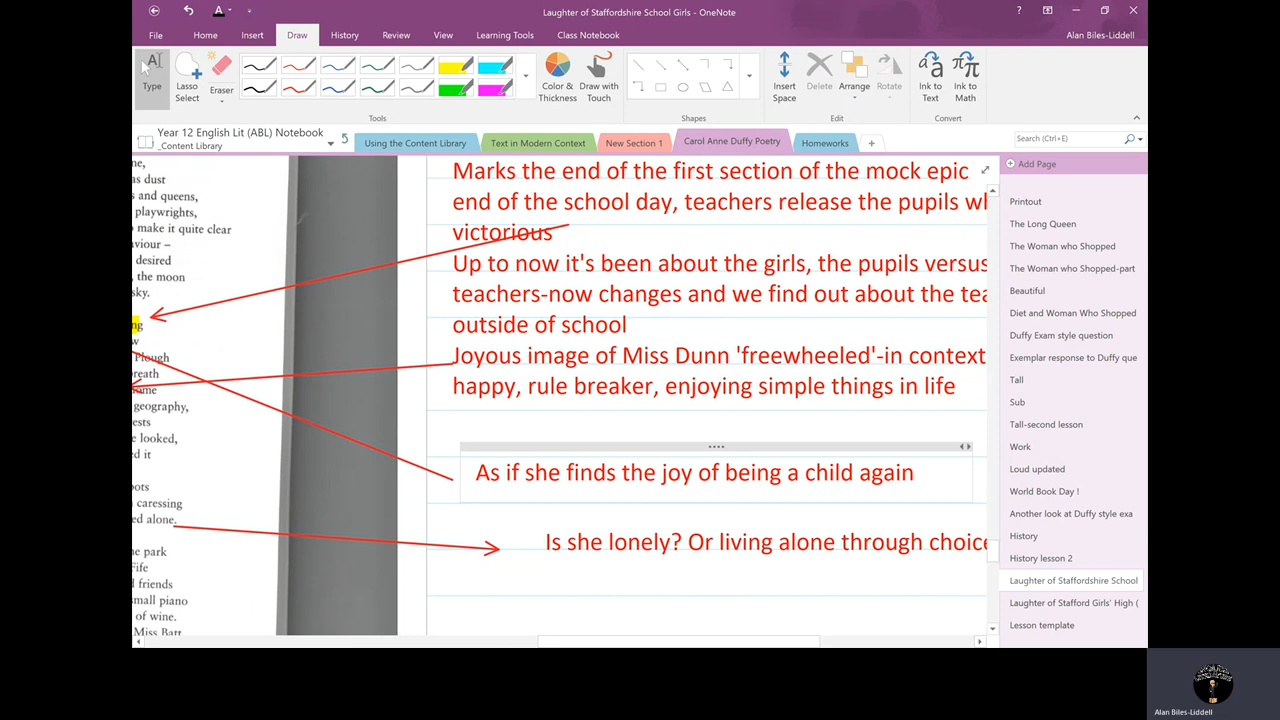 Laughter of Staffordshire School Girls - OneNote
?
File
Home
Insert
Draw
History
Review
View
Learning Tools
Class Notebook
Alan Biles-Liddell
Type
Lasso Select
Eraser
Color & Thickness
Draw with Touch
Insert Space
Delete
Arrange
Rotate
Ink to Text
Ink to Math
Tools
Shapes
Edit
Convert
Year 12 English Lit (ABL) Notebook
_Content Library
Using the Content Library
Text in Modern Context
New Section 1
Carol Anne Duffy Poetry
Homeworks
Search (Ctrl+E)
ne,
as dust
s and queens,
playwrights,
o make it quite clear
aviour –
desired
, the moon
sky.
ng
w
Plough
breath
ome
geography,
ests
e looked,
ed it
ots
caressing
ed alone.
he park
Fife
d friends
small piano
of wine.
Miss Batt
Marks the end of the first section of the mock epic
end of the school day, teachers release the pupils wh
victorious
Up to now it's been about the girls, the pupils versus
teachers-now changes and we find out about the tea
outside of school
Joyous image of Miss Dunn 'freewheeled'-in context
happy, rule breaker, enjoying simple things in life
As if she finds the joy of being a child again
Is she lonely? Or living alone through choice
Add Page
Printout
The Long Queen
The Woman who Shopped
The Woman who Shopped-part
Beautiful
Diet and Woman Who Shopped
Duffy Exam style question
Exemplar response to Duffy que
Tall
Sub
Tall-second lesson
Work
Loud updated
World Book Day !
Another look at Duffy style exa
History
History lesson 2
Laughter of Staffordshire School
Laughter of Stafford Girls' High (
Lesson template
Alan Biles-Liddell